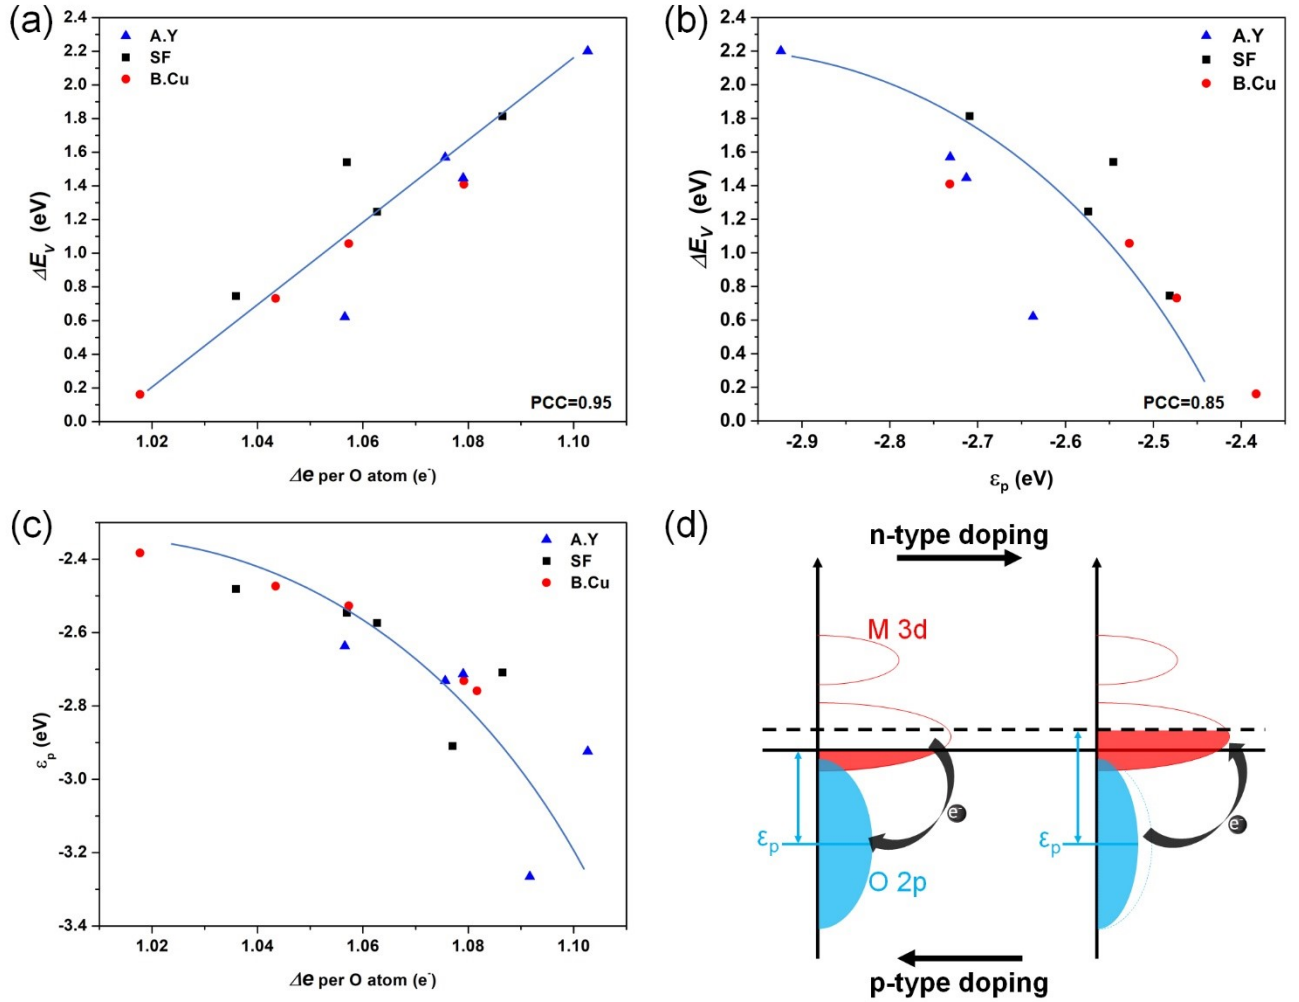 (a)
2.4
2.2
2.0
1.8
1.6
1.4
1.2
1.0
0.8
0.6
0.4
0.2
0.0
ΔE_V (eV)
A.Y
SF
B.Cu
PCC=0.95
1.02 1.04 1.06 1.08 1.10
Δe per O atom (e⁻)
(b)
2.4
2.2
2.0
1.8
1.6
1.4
1.2
1.0
0.8
0.6
0.4
0.2
0.0
ΔE_V (eV)
A.Y
SF
B.Cu
PCC=0.85
-2.9 -2.8 -2.7 -2.6 -2.5 -2.4
ε_p (eV)
(c)
-2.4
-2.6
-2.8
-3.0
-3.2
-3.4
ε_p (eV)
A.Y
SF
B.Cu
1.02 1.04 1.06 1.08 1.10
Δe per O atom (e⁻)
(d)
n-type doping
M 3d
e⁻
e⁻
ε_p
ε_p
O 2p
p-type doping